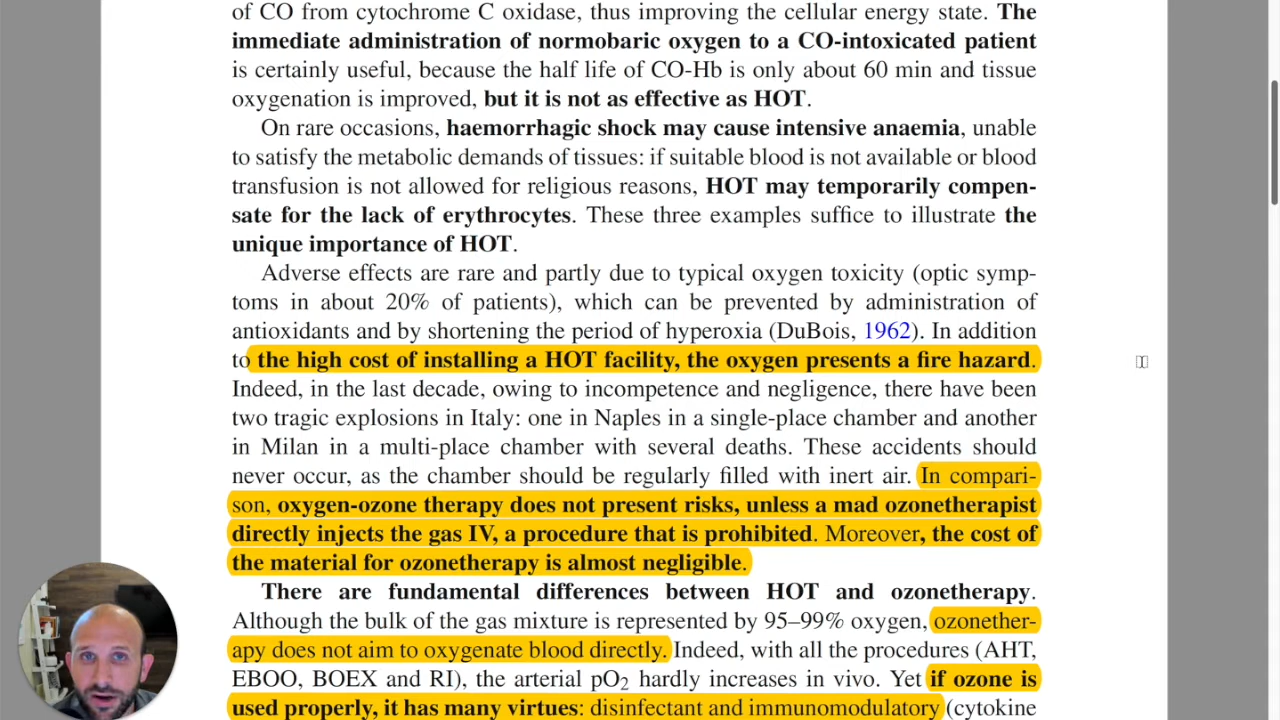 of CO from cytochrome C oxidase, thus improving the cellular energy state. The
immediate administration of normobaric oxygen to a CO-intoxicated patient
is certainly useful, because the half life of CO-Hb is only about 60 min and tissue
oxygenation is improved, but it is not as effective as HOT.
On rare occasions, haemorrhagic shock may cause intensive anaemia, unable
to satisfy the metabolic demands of tissues: if suitable blood is not available or blood
transfusion is not allowed for religious reasons, HOT may temporarily compen-
sate for the lack of erythrocytes. These three examples suffice to illustrate the
unique importance of HOT.
Adverse effects are rare and partly due to typical oxygen toxicity (optic symp-
toms in about 20% of patients), which can be prevented by administration of
antioxidants and by shortening the period of hyperoxia (DuBois, 1962). In addition
to the high cost of installing a HOT facility, the oxygen presents a fire hazard.
Indeed, in the last decade, owing to incompetence and negligence, there have been
two tragic explosions in Italy: one in Naples in a single-place chamber and another
in Milan in a multi-place chamber with several deaths. These accidents should
never occur, as the chamber should be regularly filled with inert air. In compari-
son, oxygen-ozone therapy does not present risks, unless a mad ozonetherapist
directly injects the gas IV, a procedure that is prohibited. Moreover, the cost of
the material for ozonetherapy is almost negligible.
There are fundamental differences between HOT and ozonetherapy.
Although the bulk of the gas mixture is represented by 95–99% oxygen, ozonether-
apy does not aim to oxygenate blood directly. Indeed, with all the procedures (AHT,
EBOO, BOEX and RI), the arterial pO₂ hardly increases in vivo. Yet if ozone is
used properly, it has many virtues: disinfectant and immunomodulatory (cytokine